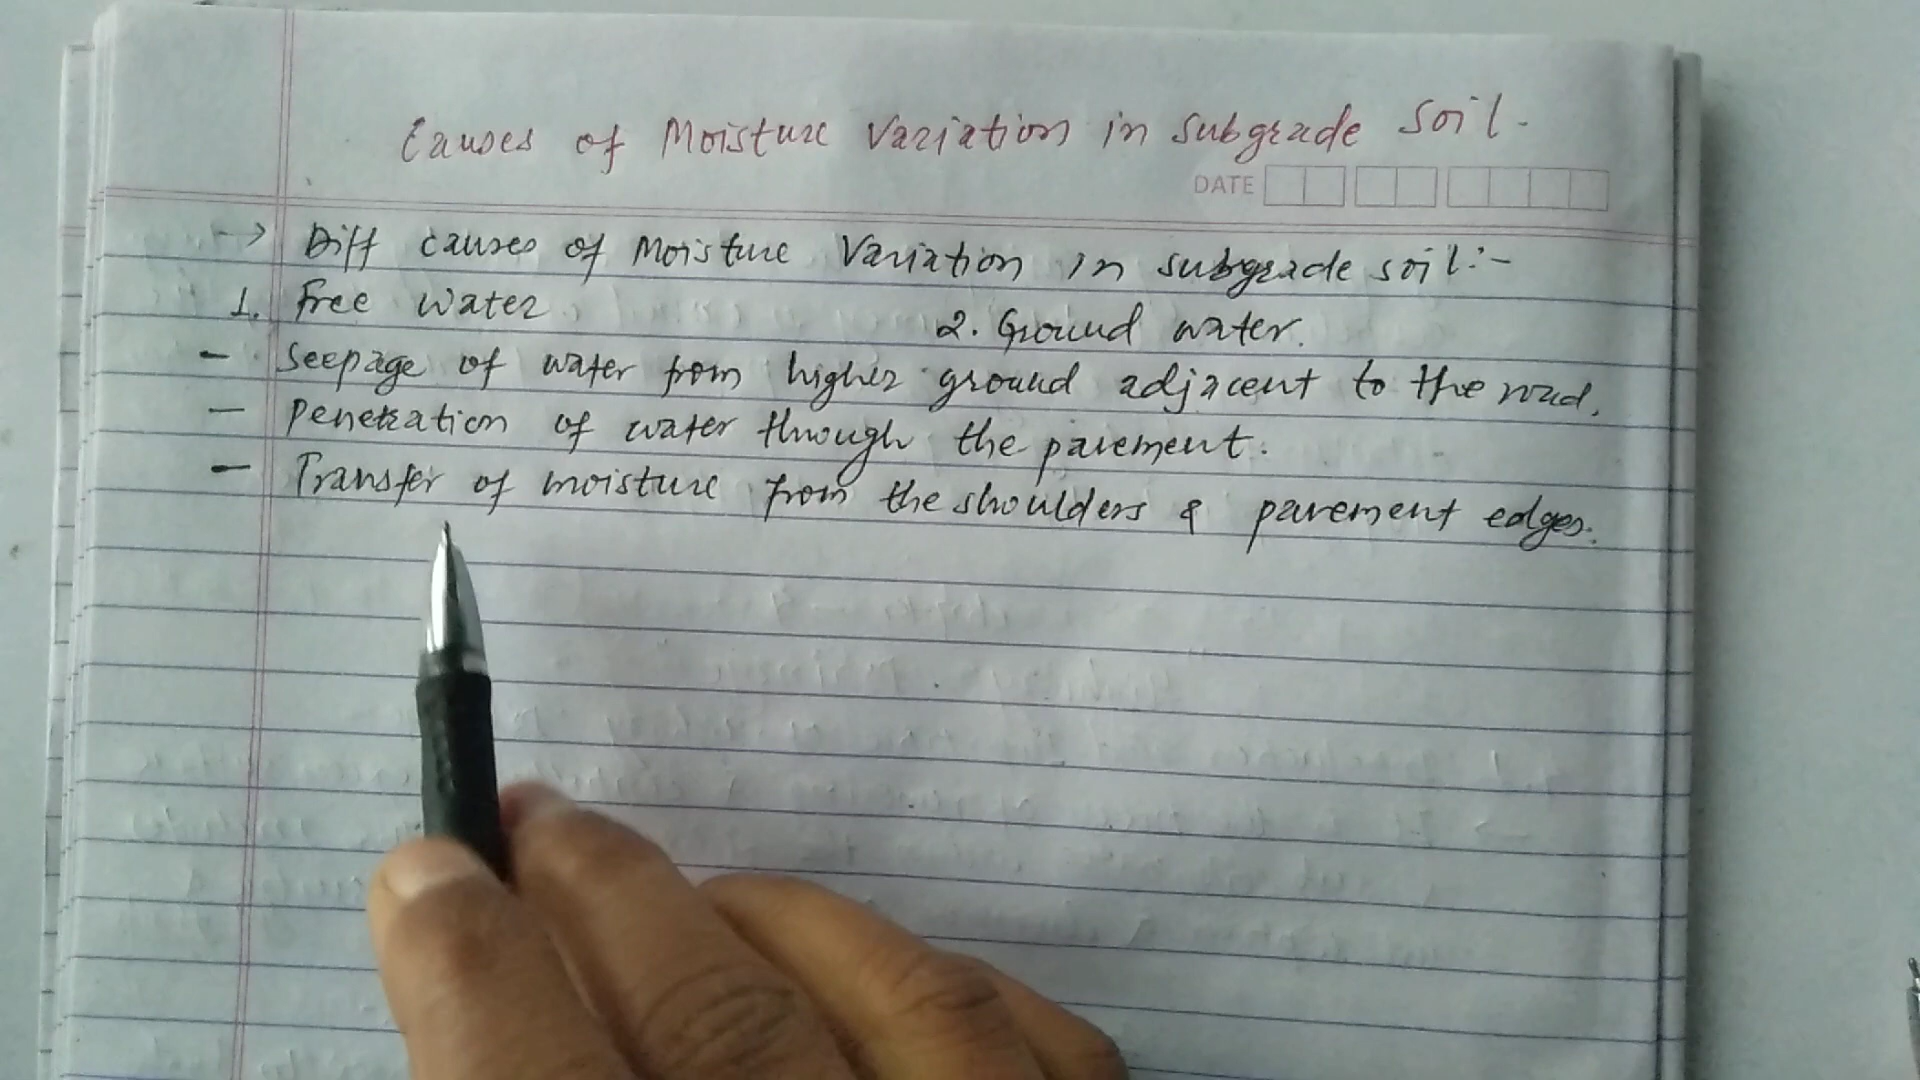 Causes of Moisture Variation in subgrade soil.
DATE
→ Diff causes of Moisture Variation in subgrade soil:-
1. Free water 2. Ground water.
- Seepage of water from higher ground adjacent to the road.
- penetration of water through the pavement.
- Transfer of moisture from the shoulders & pavement edges.